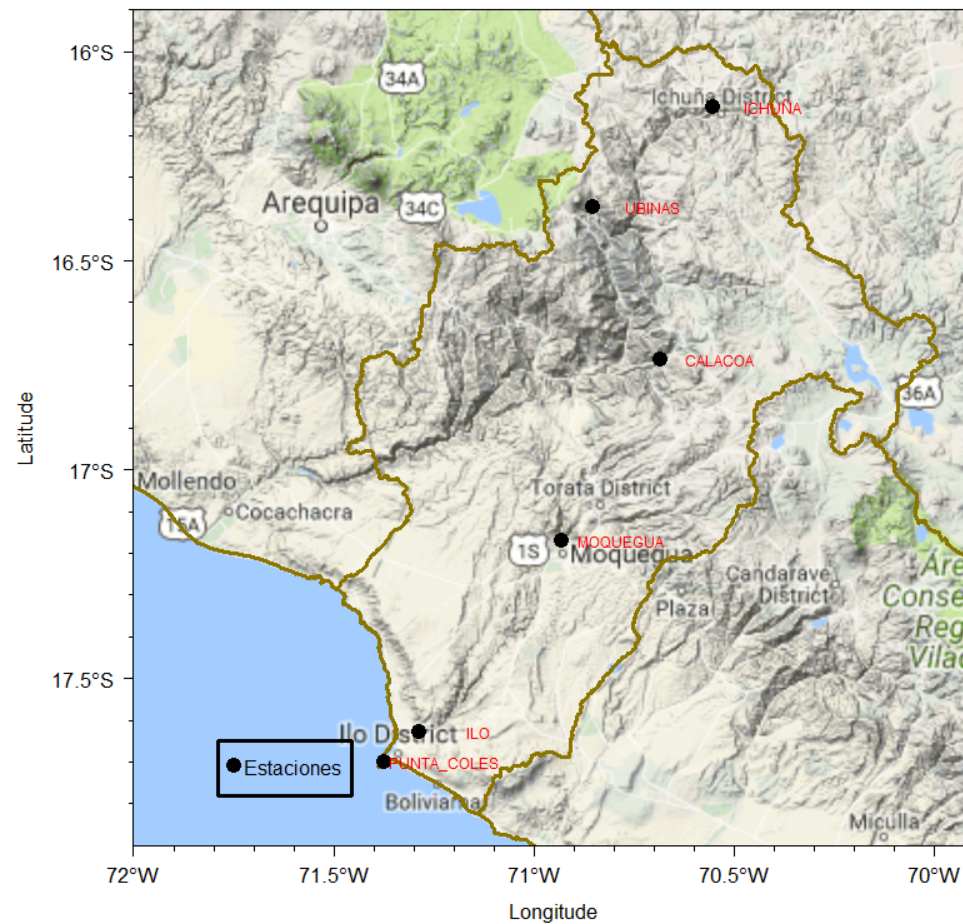 16°S
34A
Ichuña District
ICHUÑA
Arequipa
34C
UBINAS
16.5°S
CALACOA
36A
Latitude
17°S
Mollendo
Torata District
Cocachacra
15A
MOQUEGUA
1S
Moquegua
Candarave
District
Plaza
Áre
Conse
Reg
Vilac
17.5°S
ILO
Ilo District
PUNTA_COLES
Estaciones
Boliviarna
Miculla
72°W
71.5°W
71°W
70.5°W
70°W
Longitude